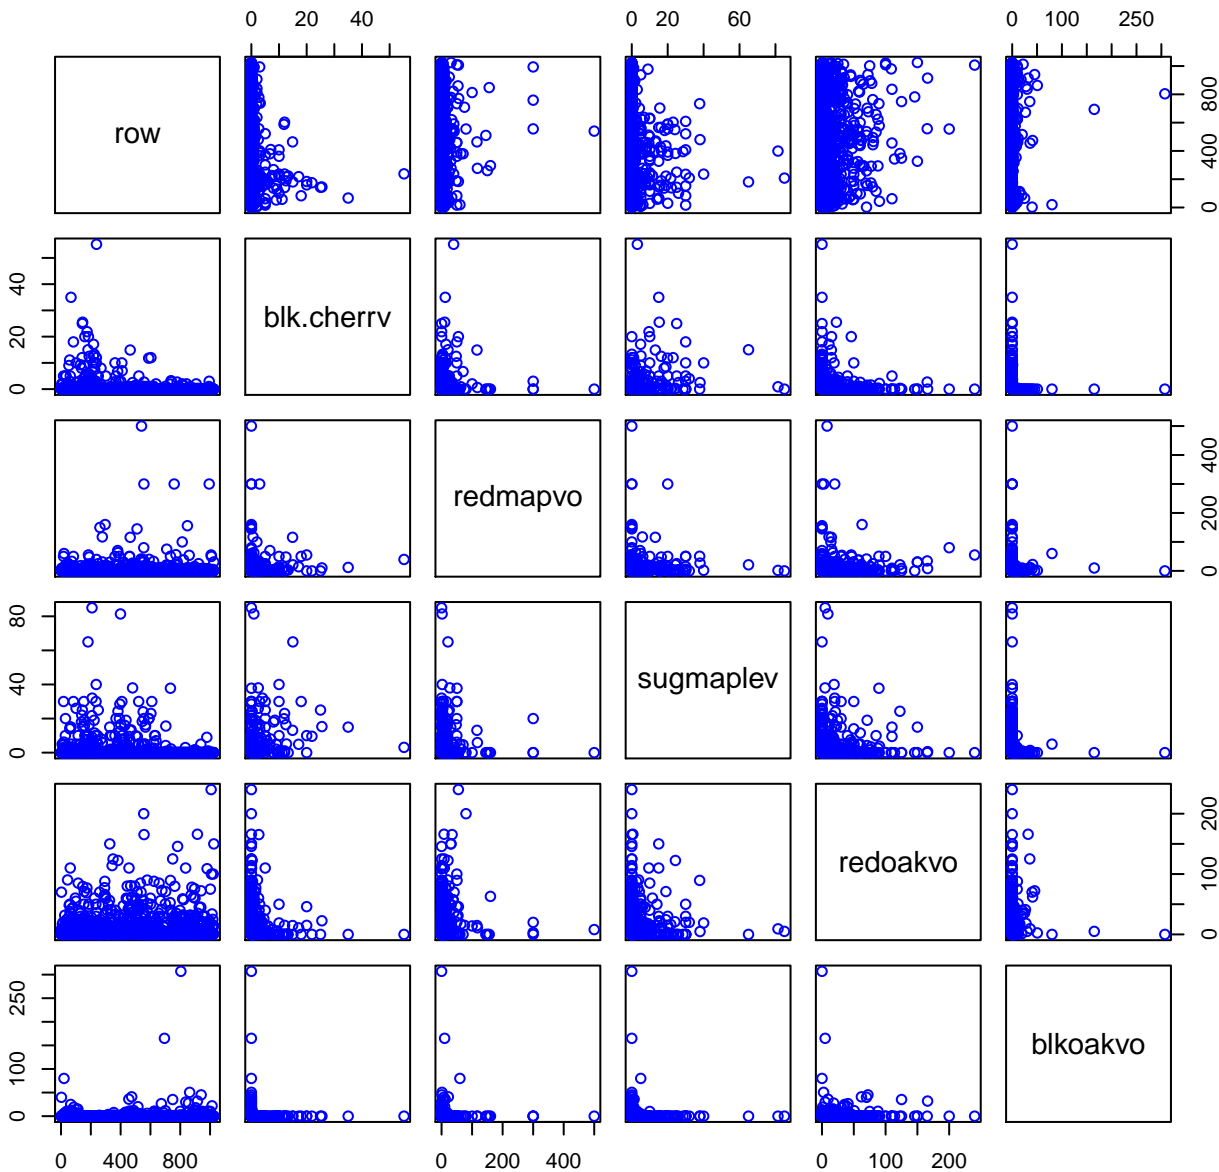 0 20 40 0 20 60 0 100 250
row 0 400 800
0 20 40 blk.cherrv
redmapvo 0 200 400
0 40 80 sugmaplev
redoakvo 0 100 200
0 100 250 blkoakvo
0 400 800 0 200 400 0 100 200